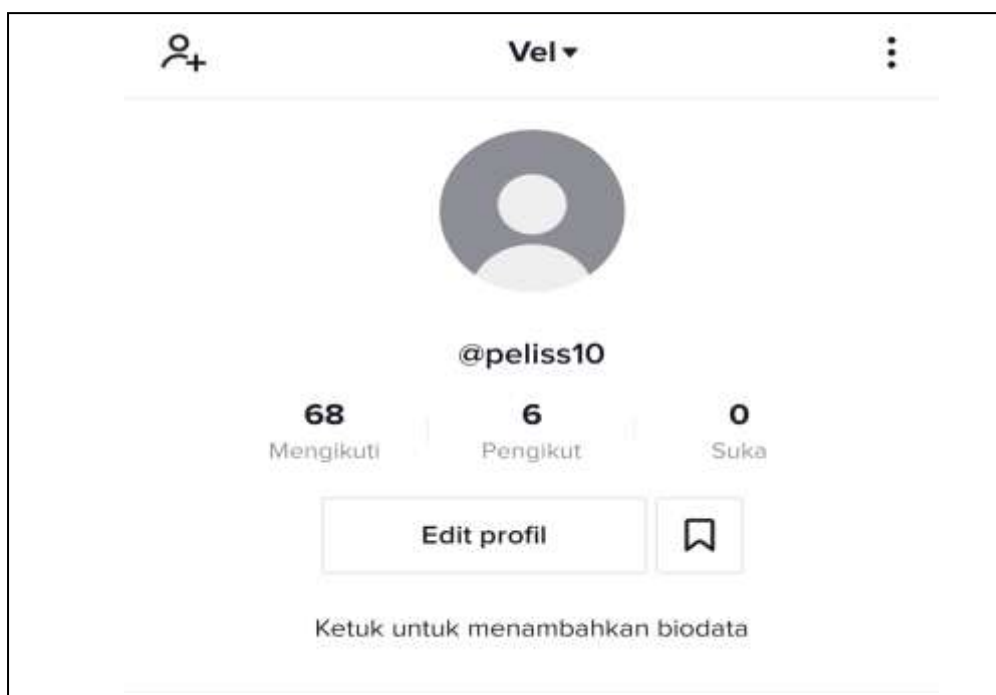 Vel
@peliss10
68 6 0
Mengikuti Pengikut Suka
Edit profil
Ketuk untuk menambahkan biodata